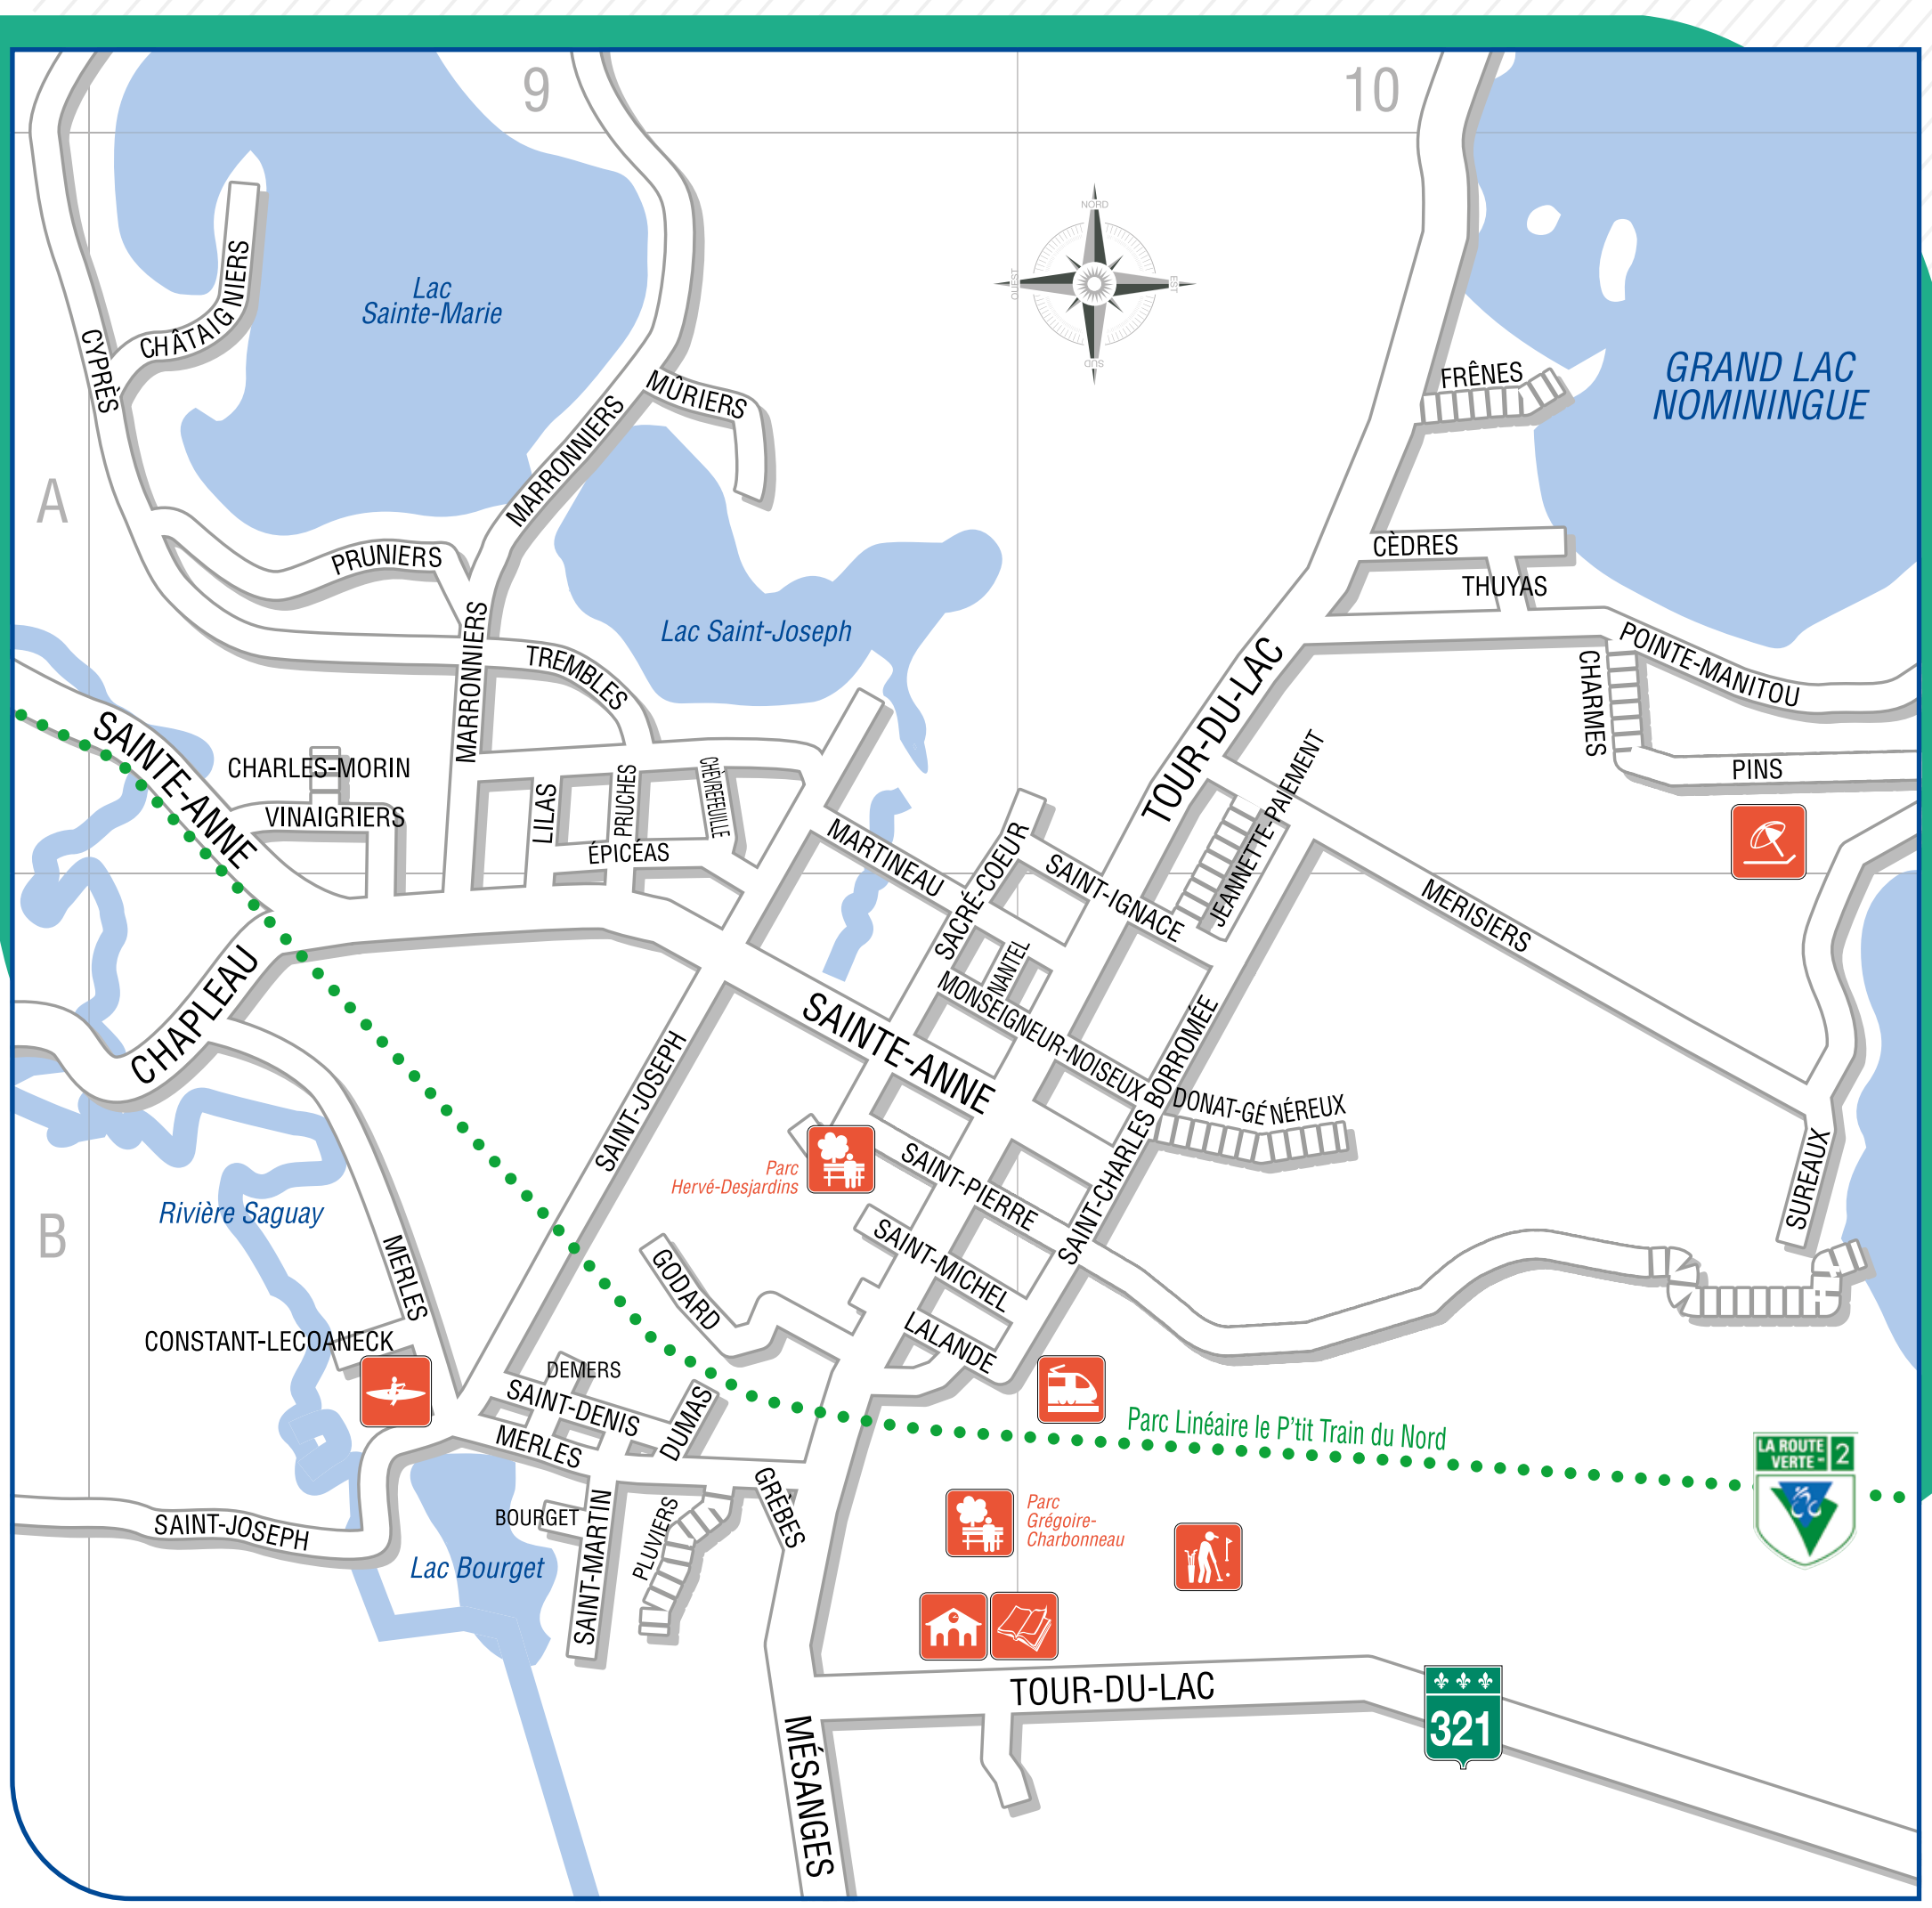 9
10
NORD
OUEST
EST
SUD
CHÂTAIGNIERS
Lac
Sainte-Marie
CYPRÈS
MÛRIERS
MARRONNIERS
FRÊNES
GRAND LAC
NOMININGUE
A
PRUNIERS
CÈDRES
THUYAS
MARRONNIERS
Lac Saint-Joseph
TREMBLES
TOUR-DU-LAC
POINTE-MANITOU
CHARMES
SAINTE-ANNE
CHARLES-MORIN
VINAIGRIERS
LILAS
PRUCHES
CHÈVREFEUILLE
ÉPICÉAS
PINS
MARTINEAU
SACRÉ-COEUR
SAINT-IGNACE
JEANNETTE-PAIEMENT
MERISIERS
CHAPLEAU
NANTEL
MONSEIGNEUR-NOISEUX
SAINTE-ANNE
SAINT-JOSEPH
SAINT-CHARLES BORROMÉE
DONAT-GÉNÉREUX
Parc
Hervé-Desjardins
SAINT-PIERRE
SUREAUX
Rivière Saguay
B
MERLES
SAINT-MICHEL
GODARD
LALANDE
CONSTANT-LECOANECK
DEMERS
SAINT-DENIS
DUMAS
MERLES
Parc Linéaire le P'tit Train du Nord
LA ROUTE
VERTE
2
GRÈBES
BOURGET
SAINT-MARTIN
PLUVIERS
SAINT-JOSEPH
Parc
Grégoire-
Charbonneau
Lac Bourget
TOUR-DU-LAC
321
MÉSANGES